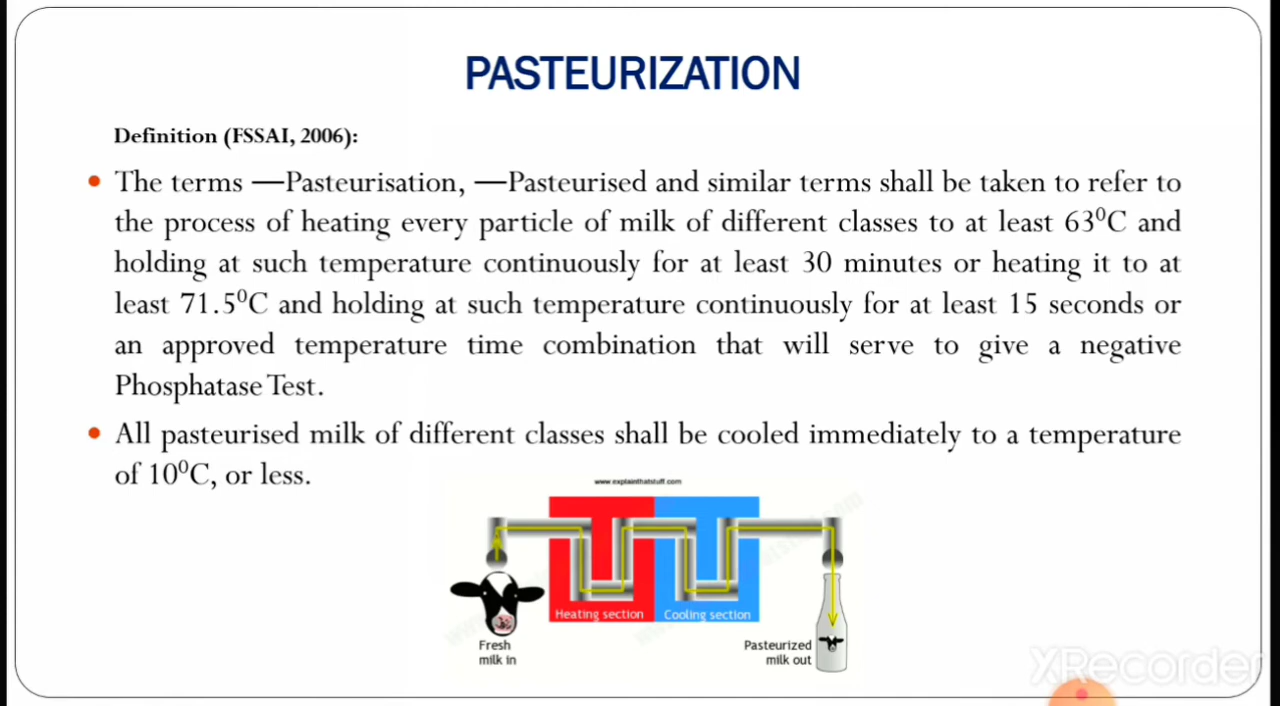 PASTEURIZATION
Definition (FSSAI, 2006):
• The terms —Pasteurisation, —Pasteurised and similar terms shall be taken to refer to
the process of heating every particle of milk of different classes to at least 63⁰C and
holding at such temperature continuously for at least 30 minutes or heating it to at
least 71.5⁰C and holding at such temperature continuously for at least 15 seconds or
an approved temperature time combination that will serve to give a negative
Phosphatase Test.
• All pasteurised milk of different classes shall be cooled immediately to a temperature
of 10⁰C, or less.
www.explainthatstuff.com
Heating section
Cooling section
Fresh
milk in
Pasteurized
milk out
XRecorder